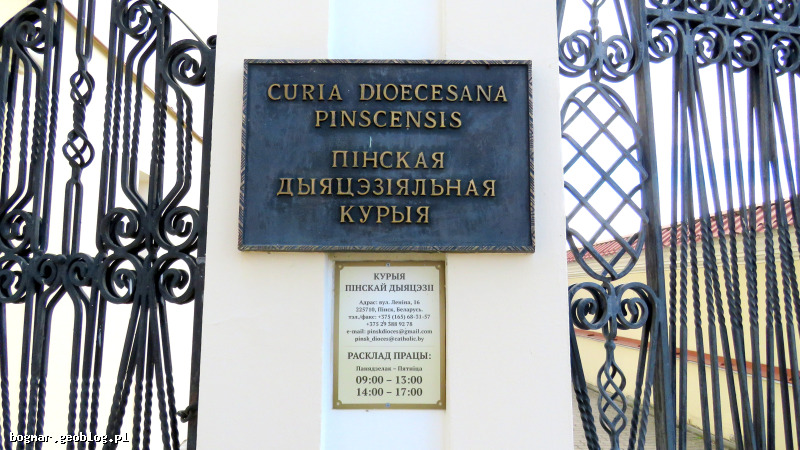 CURIA DIOECESANA
PINSCENSIS
ПІНСКАЯ
ДЫЯЦЭЗІЯЛЬНАЯ
КУРЫЯ
КУРЫЯ
ПІНСКАЙ ДЫЯЦЭЗІІ
Адрас: вул. Леніна, 16
225710, Пінск, Беларусь
тэл./факс: +375 (165) 68-31-57
+375 29 388 92 78
e-mail: pinskdioces@gmail.com
pinsk_dioces@catholic.by
РАСКЛАД ПРАЦЫ:
Панядзелак – Пятніца
09:00 – 13:00
14:00 – 17:00
bogmar.geoblog.pl